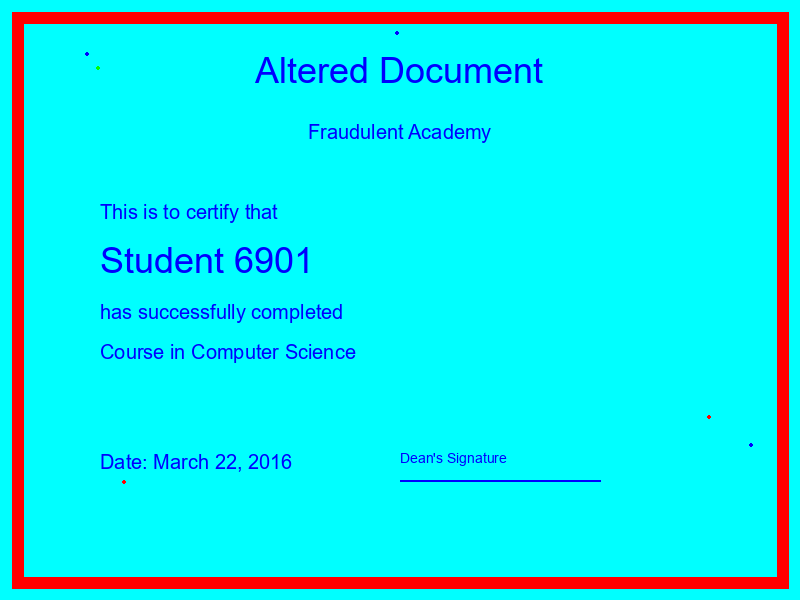 Altered Document
Fraudulent Academy
This is to certify that
Student 6901
has successfully completed
Course in Computer Science
Date: March 22, 2016
Dean's Signature